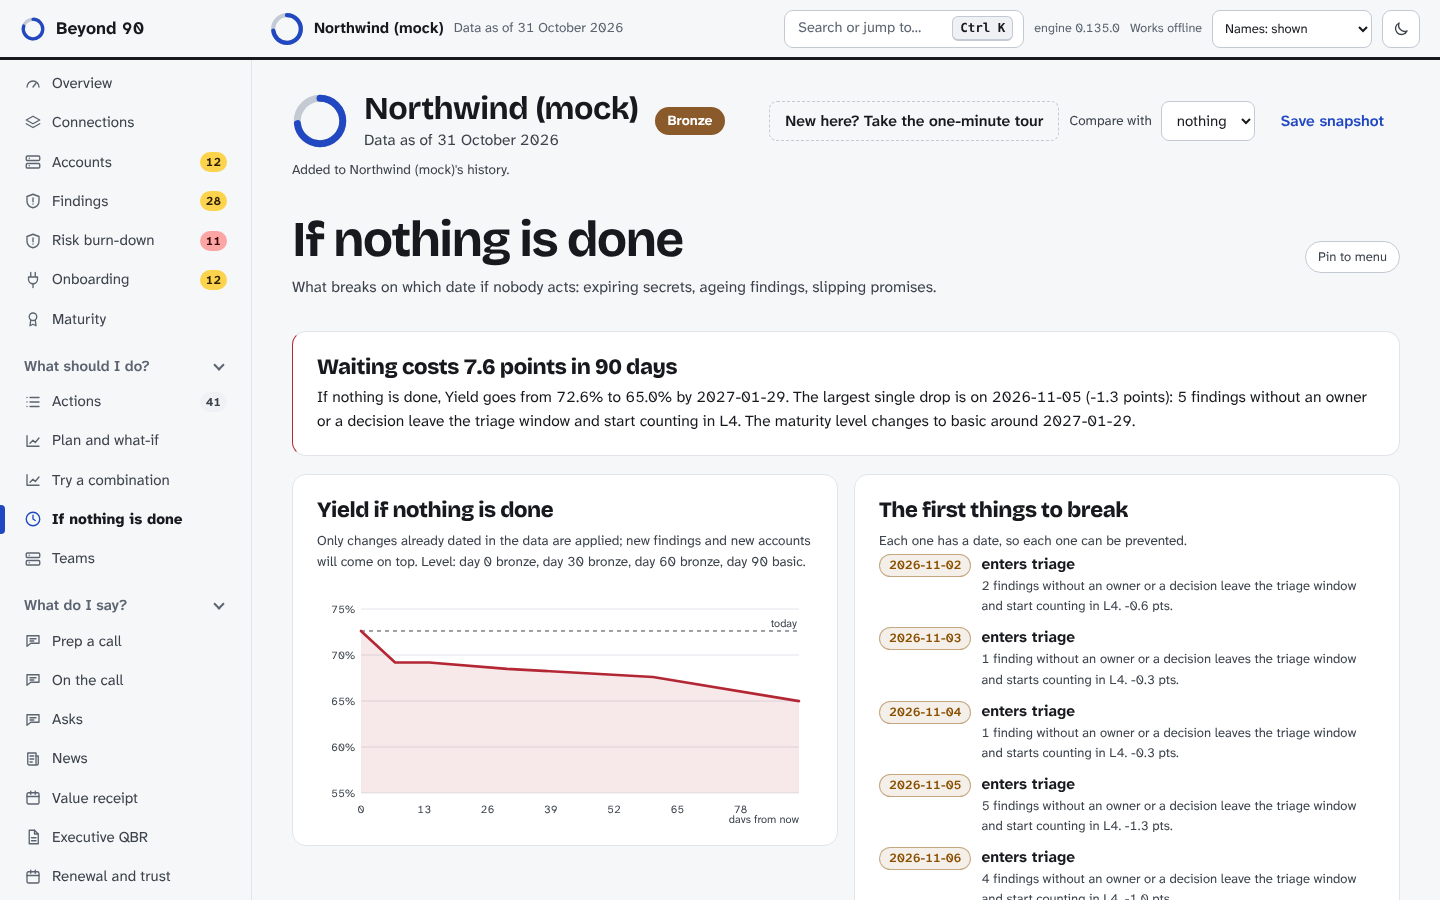 Beyond 90
Northwind (mock) Data as of 31 October 2026
Search or jump to... Ctrl K
engine 0.135.0 Works offline
Names: shown
Overview
Connections
Accounts 12
Findings 28
Risk burn-down 11
Onboarding 12
Maturity
What should I do?
Actions 41
Plan and what-if
Try a combination
If nothing is done
Teams
What do I say?
Prep a call
On the call
Asks
News
Value receipt
Executive QBR
Renewal and trust
Northwind (mock)
Data as of 31 October 2026
Bronze
New here? Take the one-minute tour
Compare with nothing
Save snapshot
Added to Northwind (mock)'s history.
If nothing is done
Pin to menu
What breaks on which date if nobody acts: expiring secrets, ageing findings, slipping promises.
Waiting costs 7.6 points in 90 days
If nothing is done, Yield goes from 72.6% to 65.0% by 2027-01-29. The largest single drop is on 2026-11-05 (-1.3 points): 5 findings without an owner
or a decision leave the triage window and start counting in L4. The maturity level changes to basic around 2027-01-29.
Yield if nothing is done
Only changes already dated in the data are applied; new findings and new accounts
will come on top. Level: day 0 bronze, day 30 bronze, day 60 bronze, day 90 basic.
75%
today
70%
65%
60%
55%
0 13 26 39 52 65 78
days from now
The first things to break
Each one has a date, so each one can be prevented.
2026-11-02 enters triage
2 findings without an owner or a decision leave the triage window
and start counting in L4. -0.6 pts.
2026-11-03 enters triage
1 finding without an owner or a decision leaves the triage window
and starts counting in L4. -0.3 pts.
2026-11-04 enters triage
1 finding without an owner or a decision leaves the triage window
and starts counting in L4. -0.3 pts.
2026-11-05 enters triage
5 findings without an owner or a decision leave the triage window
and start counting in L4. -1.3 pts.
2026-11-06 enters triage
4 findings without an owner or a decision leave the triage window
and start counting in L4. -1.0 pts.